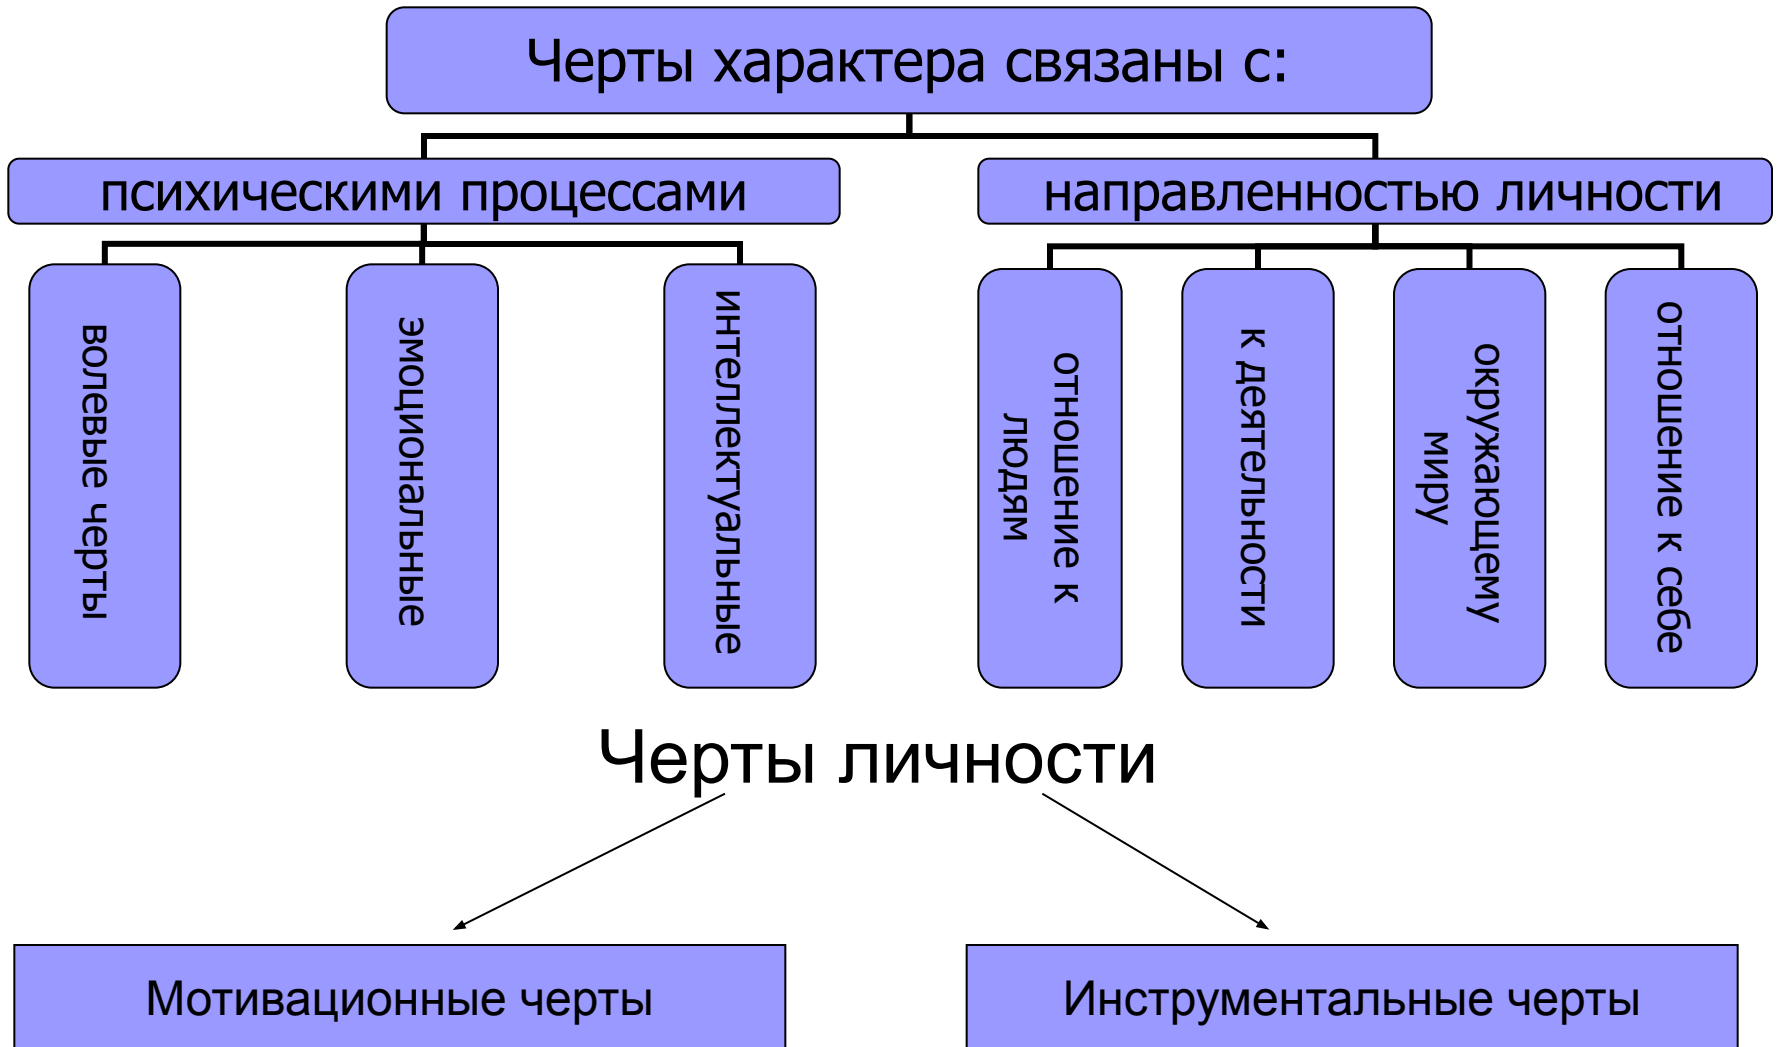 Черты характера связаны с:
психическими процессами
направленностью личности
волевые черты
эмоциональные
интеллектуальные
отношение к
людям
к деятельности
окружающему
миру
отношение к себе
Черты личности
Мотивационные черты
Инструментальные черты